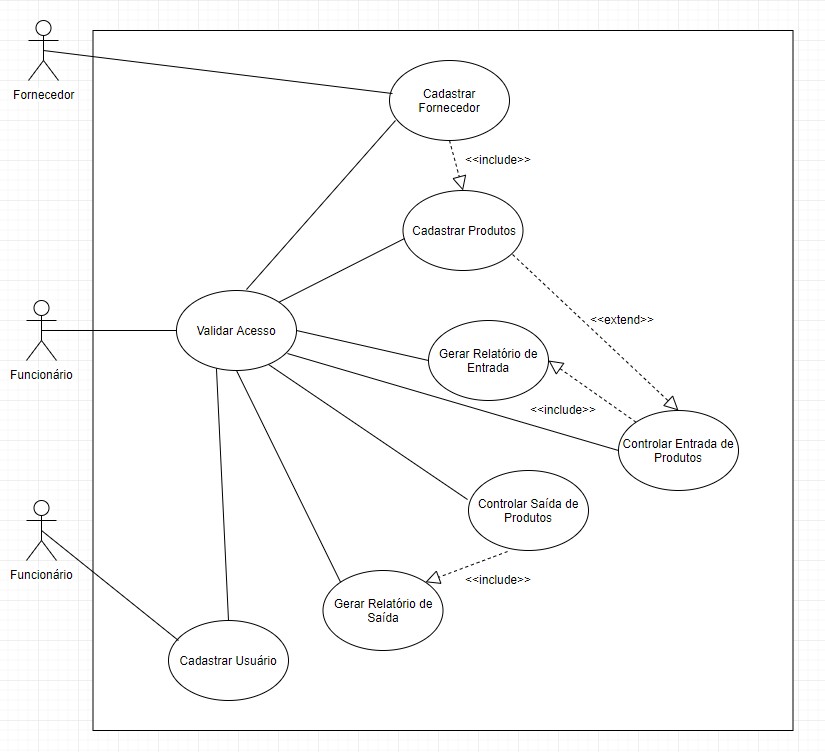 Fornecedor
Cadastrar
Fornecedor
<<include>>
Cadastrar Produtos
<<extend>>
Funcionário
Validar Acesso
Gerar Relatório de
Entrada
<<include>>
Controlar Entrada de
Produtos
Controlar Saída de
Produtos
Funcionário
<<include>>
Gerar Relatório de
Saída
Cadastrar Usuário